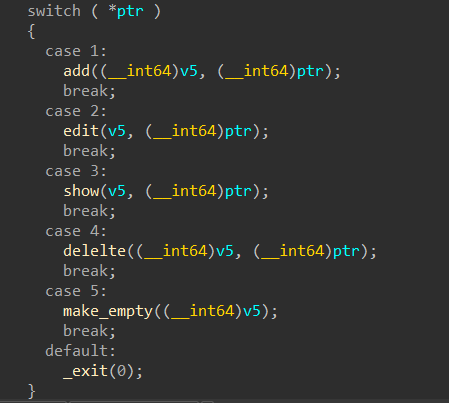 switch ( *ptr )
{
case 1:
add((__int64)v5, (__int64)ptr);
break;
case 2:
edit(v5, (__int64)ptr);
break;
case 3:
show(v5, (__int64)ptr);
break;
case 4:
delelte((__int64)v5, (__int64)ptr);
break;
case 5:
make_empty((__int64)v5);
break;
default:
_exit(0);
}